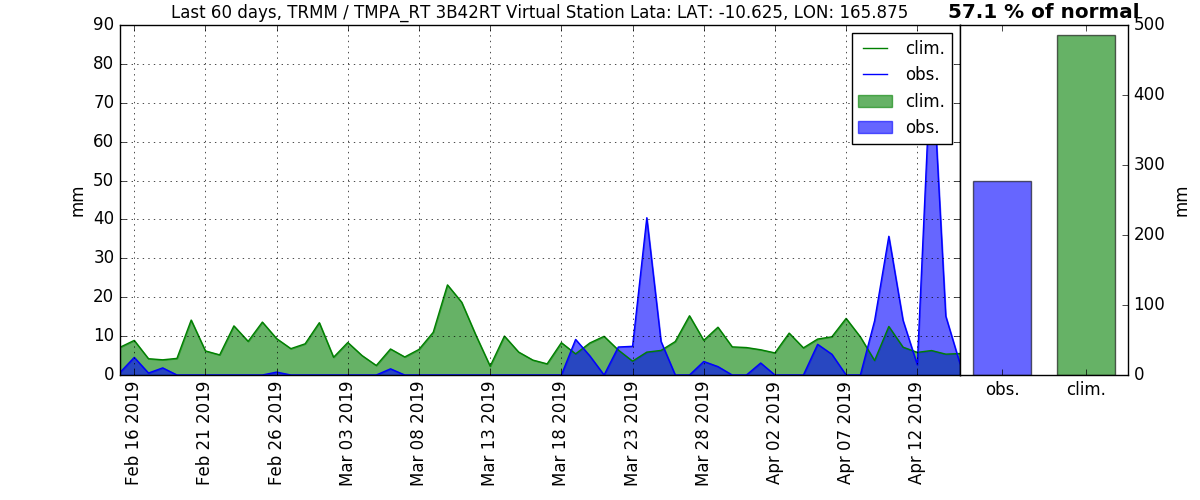 Last 60 days, TRMM / TMPA_RT 3B42RT Virtual Station Lata: LAT: -10.625, LON: 165.875
57.1 % of normal
90
80
70
60
50
40
30
20
10
0
mm
clim.
obs.
clim.
obs.
Feb 16 2019
Feb 21 2019
Feb 26 2019
Mar 03 2019
Mar 08 2019
Mar 13 2019
Mar 18 2019
Mar 23 2019
Mar 28 2019
Apr 02 2019
Apr 07 2019
Apr 12 2019
500
400
300
200
100
0
mm
obs.
clim.